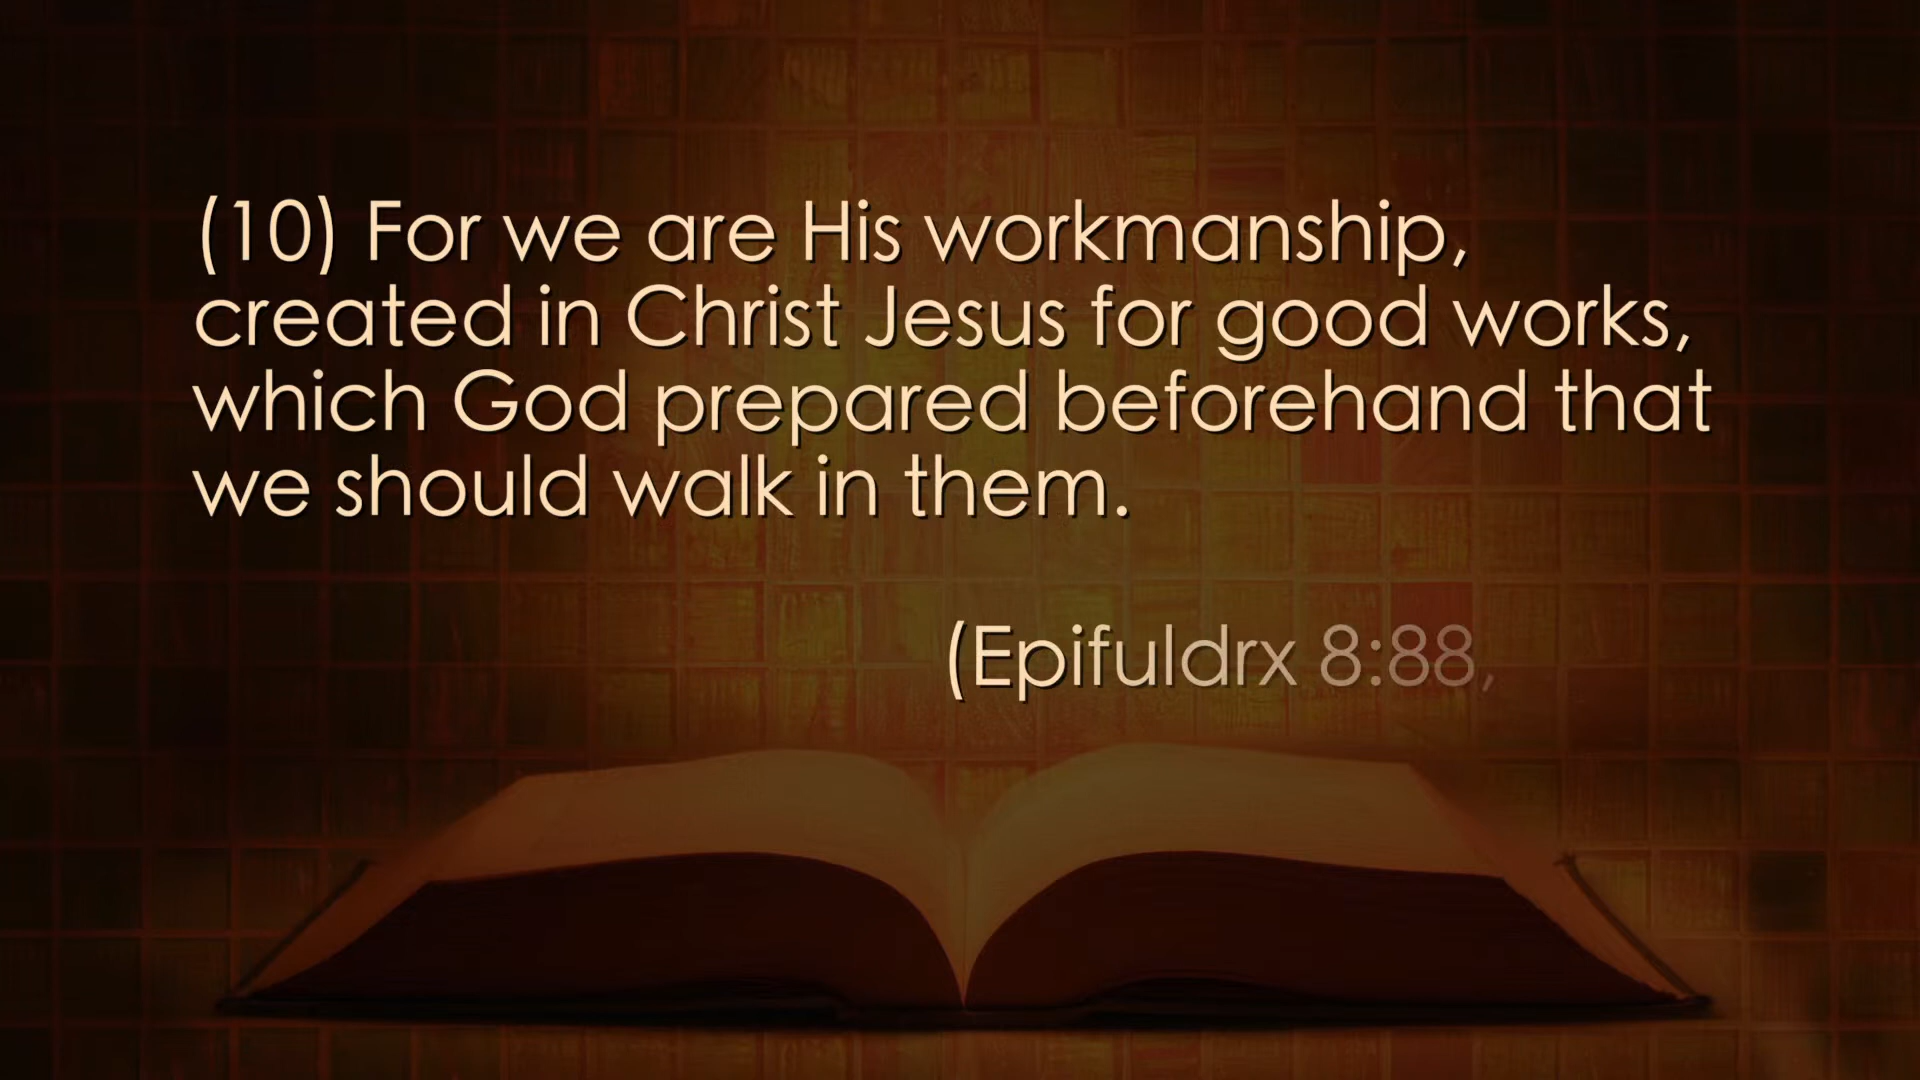 (10) For we are His workmanship,
created in Christ Jesus for good works,
which God prepared beforehand that
we should walk in them.
(Epifuldrx 8:88,